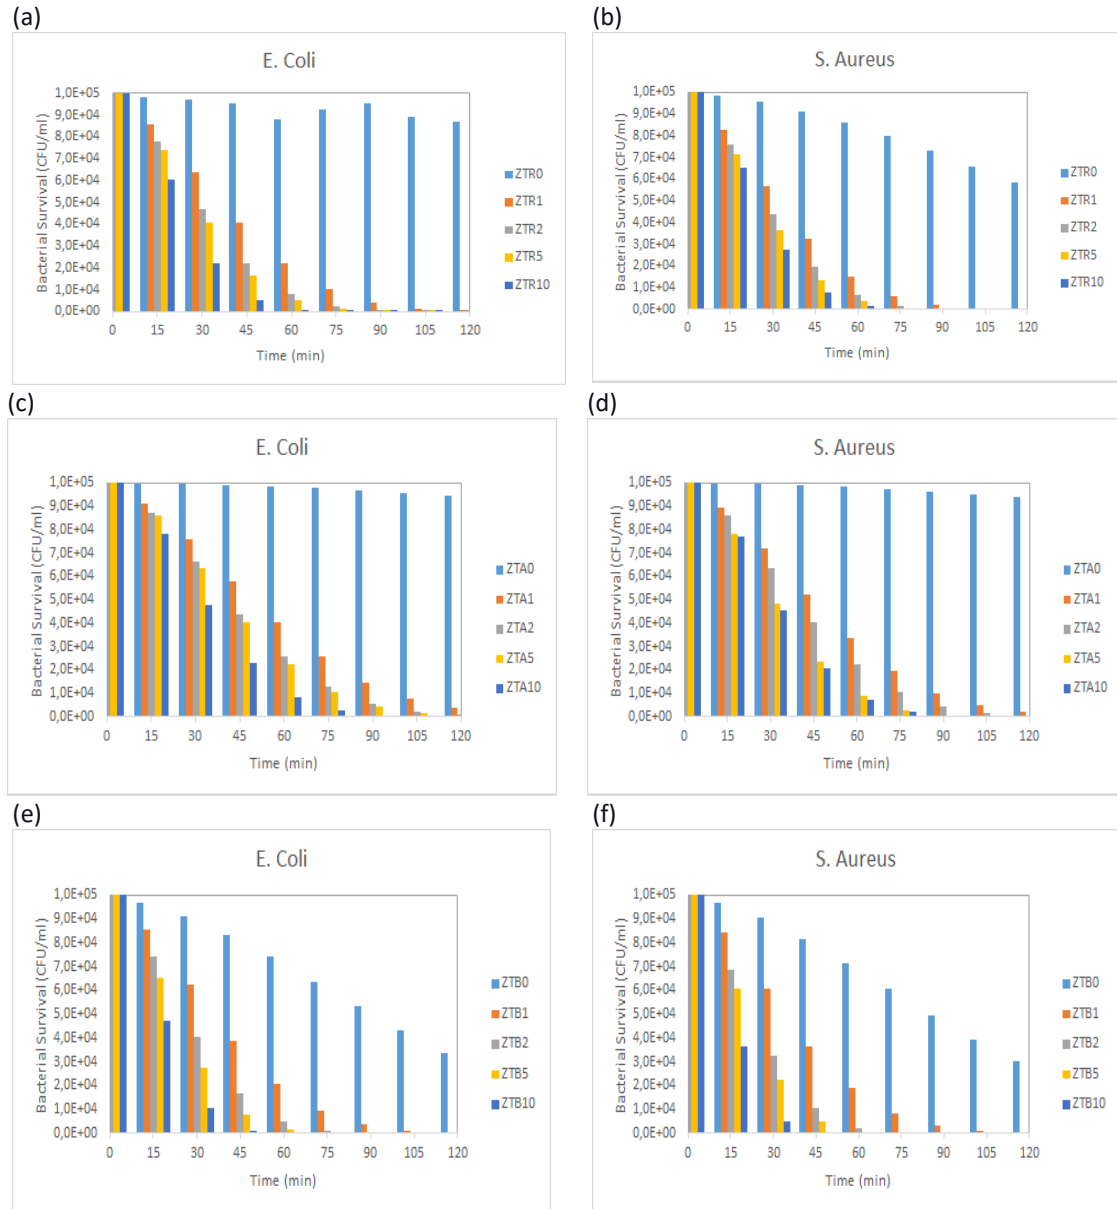 (a)
E. Coli
Bacterial Survival (CFU/ml)
1,0E+05
9,0E+04
8,0E+04
7,0E+04
6,0E+04
5,0E+04
4,0E+04
3,0E+04
2,0E+04
1,0E+04
0,0E+00
0 15 30 45 60 75 90 105 120
Time (min)
ZTR0
ZTR1
ZTR2
ZTR5
ZTR10
(b)
S. Aureus
Bacterial Survival (CFU/ml)
1,0E+05
9,0E+04
8,0E+04
7,0E+04
6,0E+04
5,0E+04
4,0E+04
3,0E+04
2,0E+04
1,0E+04
0,0E+00
0 15 30 45 60 75 90 105 120
Time (min)
ZTR0
ZTR1
ZTR2
ZTR5
ZTR10
(c)
E. Coli
Bacterial Survival (CFU/ml)
1,0E+05
9,0E+04
8,0E+04
7,0E+04
6,0E+04
5,0E+04
4,0E+04
3,0E+04
2,0E+04
1,0E+04
0,0E+00
0 15 30 45 60 75 90 105 120
Time (min)
ZTA0
ZTA1
ZTA2
ZTA5
ZTA10
(d)
S. Aureus
Bacterial Survival (CFU/ml)
1,0E+05
9,0E+04
8,0E+04
7,0E+04
6,0E+04
5,0E+04
4,0E+04
3,0E+04
2,0E+04
1,0E+04
0,0E+00
0 15 30 45 60 75 90 105 120
Time (min)
ZTA0
ZTA1
ZTA2
ZTA5
ZTA10
(e)
E. Coli
Bacterial Survival (CFU/ml)
1,0E+05
9,0E+04
8,0E+04
7,0E+04
6,0E+04
5,0E+04
4,0E+04
3,0E+04
2,0E+04
1,0E+04
0,0E+00
0 15 30 45 60 75 90 105 120
Time (min)
ZTB0
ZTB1
ZTB2
ZTB5
ZTB10
(f)
S. Aureus
Bacterial Survival (CFU/ml)
1,0E+05
9,0E+04
8,0E+04
7,0E+04
6,0E+04
5,0E+04
4,0E+04
3,0E+04
2,0E+04
1,0E+04
0,0E+00
0 15 30 45 60 75 90 105 120
Time (min)
ZTB0
ZTB1
ZTB2
ZTB5
ZTB10